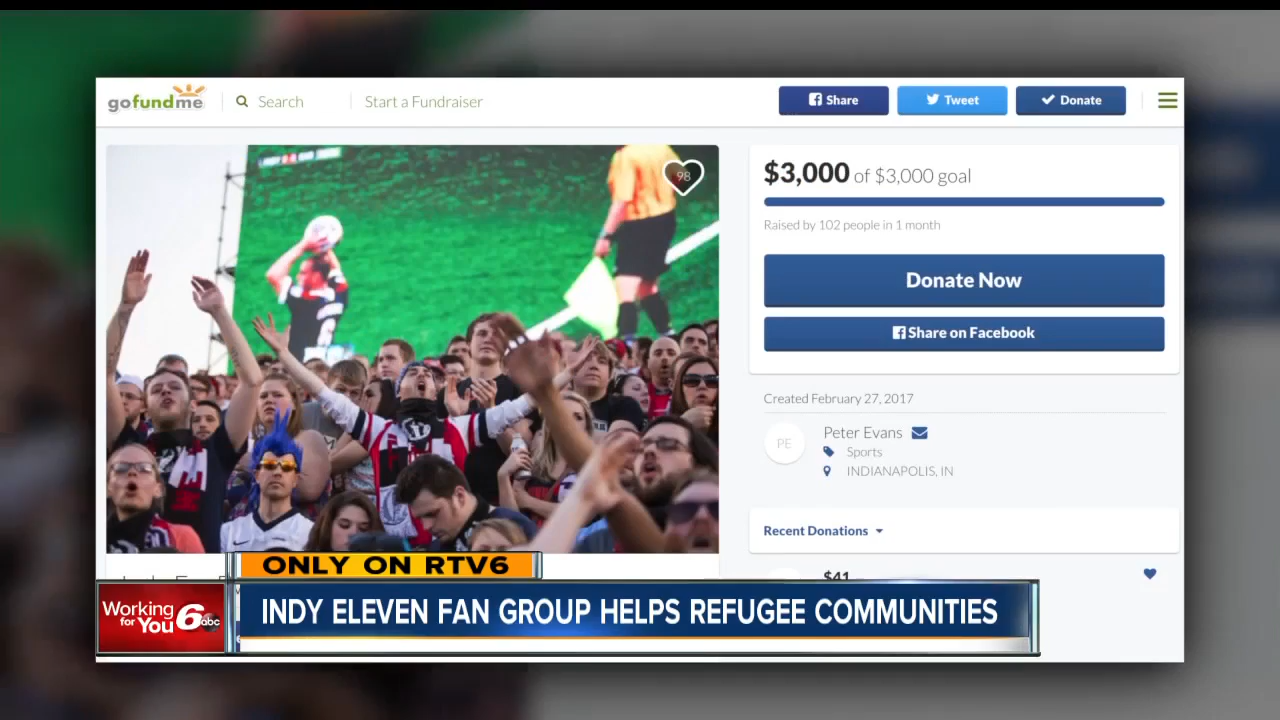 gofundme
Search
Start a Fundraiser
Share
Tweet
Donate
98
$3,000 of $3,000 goal
Raised by 102 people in 1 month
Donate Now
Share on Facebook
Created February 27, 2017
PE
Peter Evans
Sports
INDIANAPOLIS, IN
Recent Donations
$41
ONLY ON RTV6
INDY ELEVEN FAN GROUP HELPS REFUGEE COMMUNITIES
Working
for You 6 abc